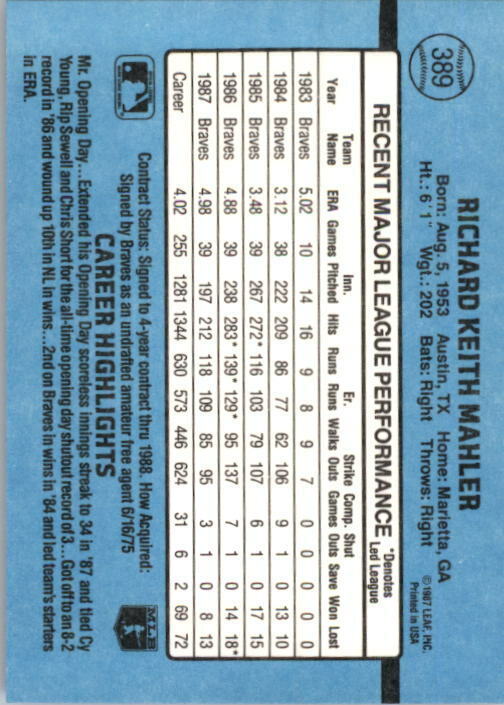 389
RICHARD KEITH MAHLER
Born: Aug. 5, 1953 Austin, TX Home: Marietta, GA
Ht.: 6'1" Wgt.: 202 Bats: Right Throws: Right
©1987 LEAF, INC.
Printed in USA
RECENT MAJOR LEAGUE PERFORMANCE *Denotes Led League
Year Team Name ERA Games Inn. Pitched Hits Runs Er. Runs Walks Strike Outs Comp. Games Shut Outs Save Won Lost
1983 Braves 5.02 10 14 16 9 8 9 7 0 0 0 0 0
1984 Braves 3.12 38 222 209 86 77 62 106 9 1 0 13 10
1985 Braves 3.48 39 267 272* 116 103 79 107 6 1 0 17 15
1986 Braves 4.88 39 238 283* 139* 129* 95 137 7 1 0 14 18*
1987 Braves 4.98 39 197 212 118 109 85 95 3 1 0 8 13
Career 4.02 255 1281 1344 630 573 446 624 31 6 2 69 72
Contract Status: Signed to 4-year contract thru 1988. How Acquired:
Signed by Braves as an undrafted amateur free agent 6/16/75
MLB
CAREER HIGHLIGHTS
Mr. Opening Day...Extended his Opening Day scoreless innings streak to 34 in '87 and tied Cy
Young, Rip Sewell and Chris Short for the all-time opening day shutout record of 3...Got off to an 8-2
record in '86 and wound up 10th in NL in wins...2nd on Braves in wins in '84 and led team's starters
in ERA.